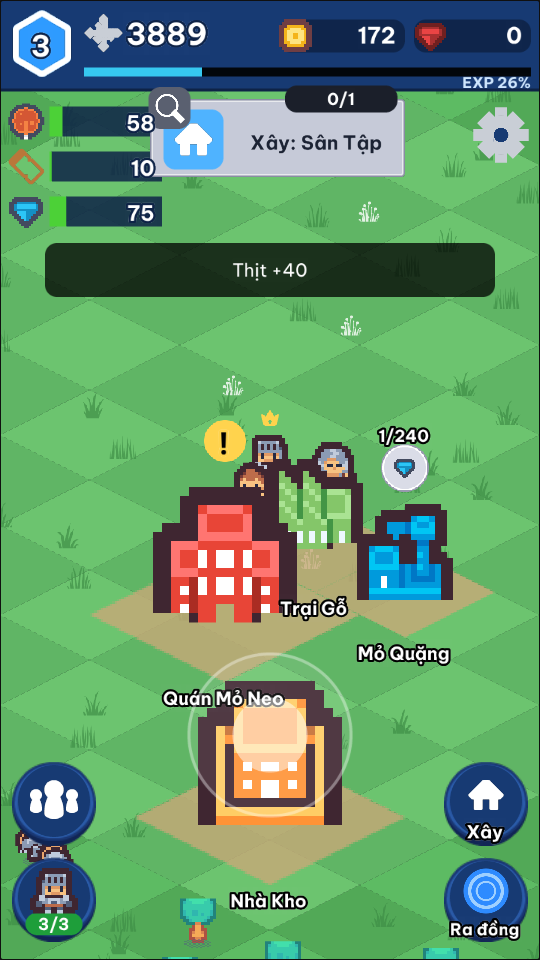 3
3889
172
0
EXP 26%
58
0/1
Xây: Sân Tập
10
75
Thịt +40
!
1/240
Trại Gỗ
Mỏ Quặng
Quán Mỏ Neo
Xây
Nhà Kho
3/3
Ra đồng